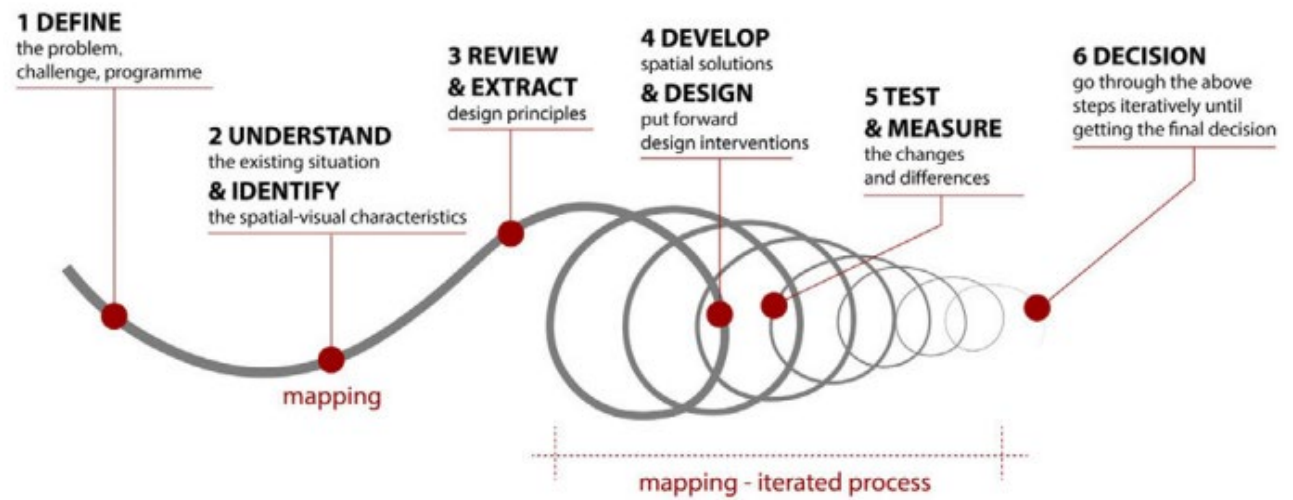 1 DEFINE
the problem,
challenge, programme
2 UNDERSTAND
the existing situation
& IDENTIFY
the spatial-visual characteristics
mapping
3 REVIEW
& EXTRACT
design principles
4 DEVELOP
spatial solutions
& DESIGN
put forward
design interventions
5 TEST
& MEASURE
the changes
and differences
6 DECISION
go through the above
steps iteratively until
getting the final decision
mapping - iterated process